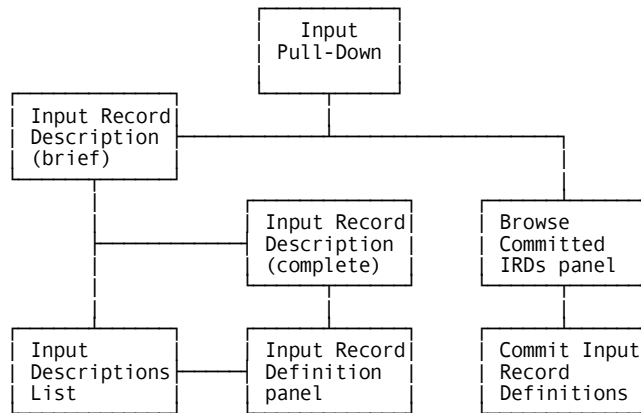 Input
Pull-Down
Input Record
Description
(brief)
Input Record
Description
(complete)
Browse
Committed
IRDs panel
Input
Descriptions
List
Input Record
Definition
panel
Commit Input
Record
Definitions